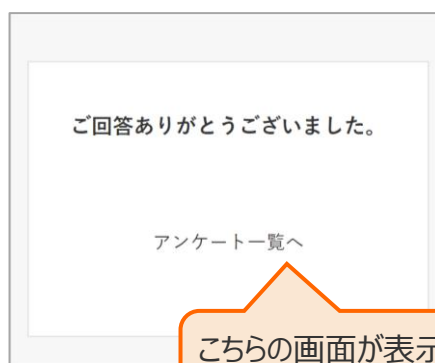 ご回答ありがとうございました。
アンケート一覧へ
こちらの画面が表示